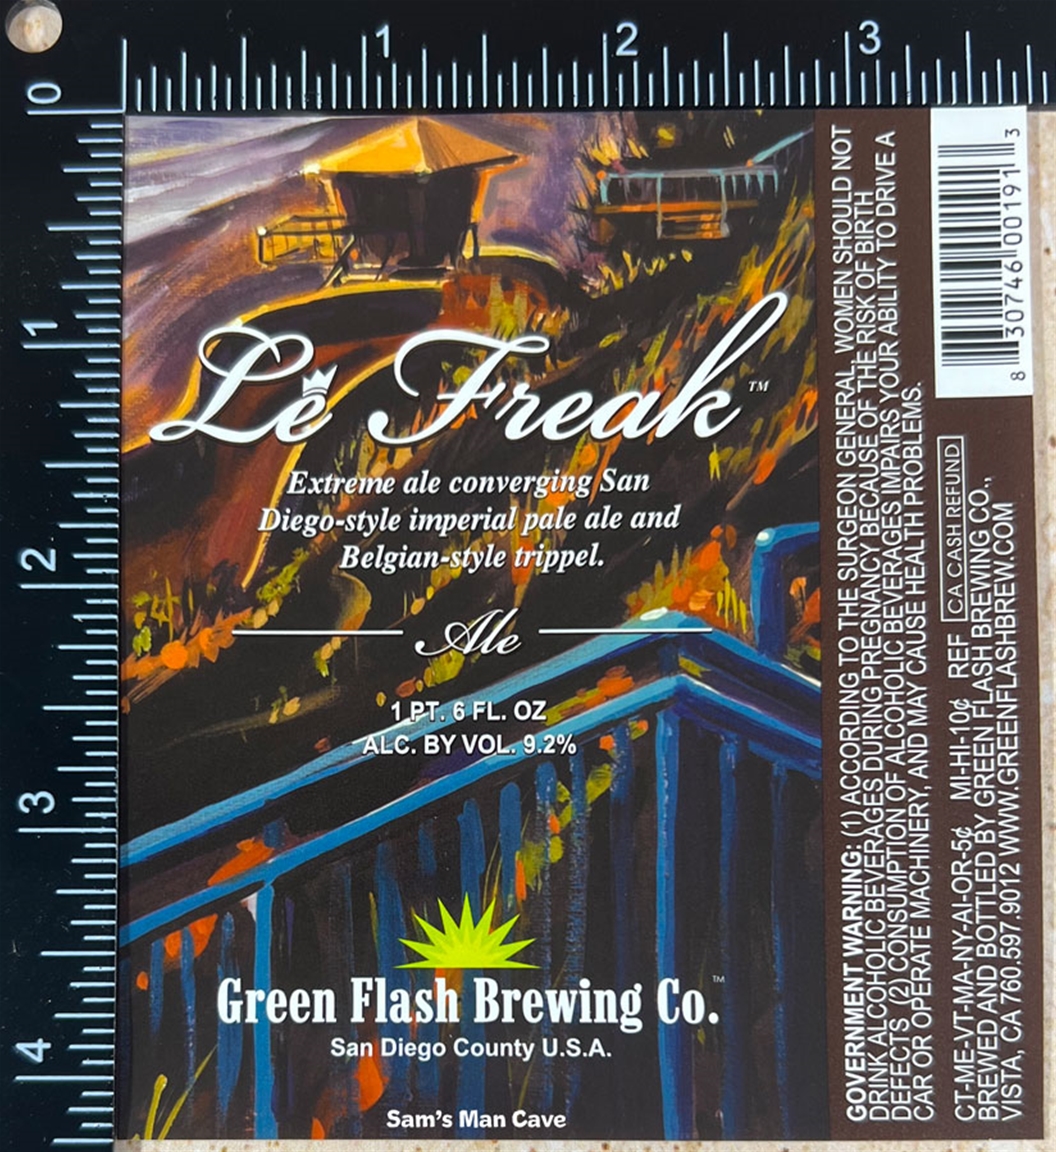 1 2 3
0
1
2
3
4
Le Freak™
Extreme ale converging San
Diego-style imperial pale ale and
Belgian-style trippel.
Ale
1 PT. 6 FL. OZ
ALC. BY VOL. 9.2%
Green Flash Brewing Co.™
San Diego County U.S.A.
Sam's Man Cave
GOVERNMENT WARNING: (1) ACCORDING TO THE SURGEON GENERAL, WOMEN SHOULD NOT
DRINK ALCOHOLIC BEVERAGES DURING PREGNANCY BECAUSE OF THE RISK OF BIRTH
DEFECTS (2) CONSUMPTION OF ALCOHOLIC BEVERAGES IMPAIRS YOUR ABILITY TO DRIVE A
CAR OR OPERATE MACHINERY, AND MAY CAUSE HEALTH PROBLEMS.
CT-ME-VT-MA-NY-AI-OR-5¢ MI-HI-10¢ REF CA CASH REFUND
BREWED AND BOTTLED BY GREEN FLASH BREWING CO.,
VISTA, CA 760.597.9012 WWW.GREENFLASHBREW.COM
8 30746 00191 3